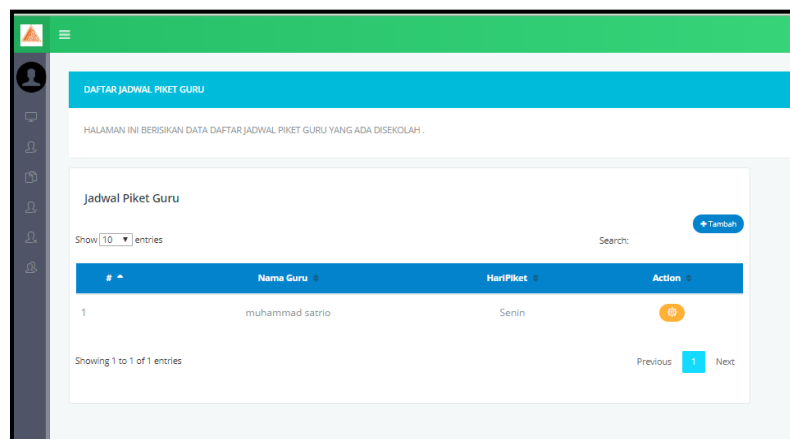 DAFTAR JADWAL PIKET GURU
HALAMAN INI BERISIKAN DATA DAFTAR JADWAL PIKET GURU YANG ADA DISEKOLAH .
Jadwal Piket Guru
+Tambah
Show 10 entries
Search:
# Nama Guru HariPiket Action
1 muhammad satrio Senin
Showing 1 to 1 of 1 entries
Previous 1 Next